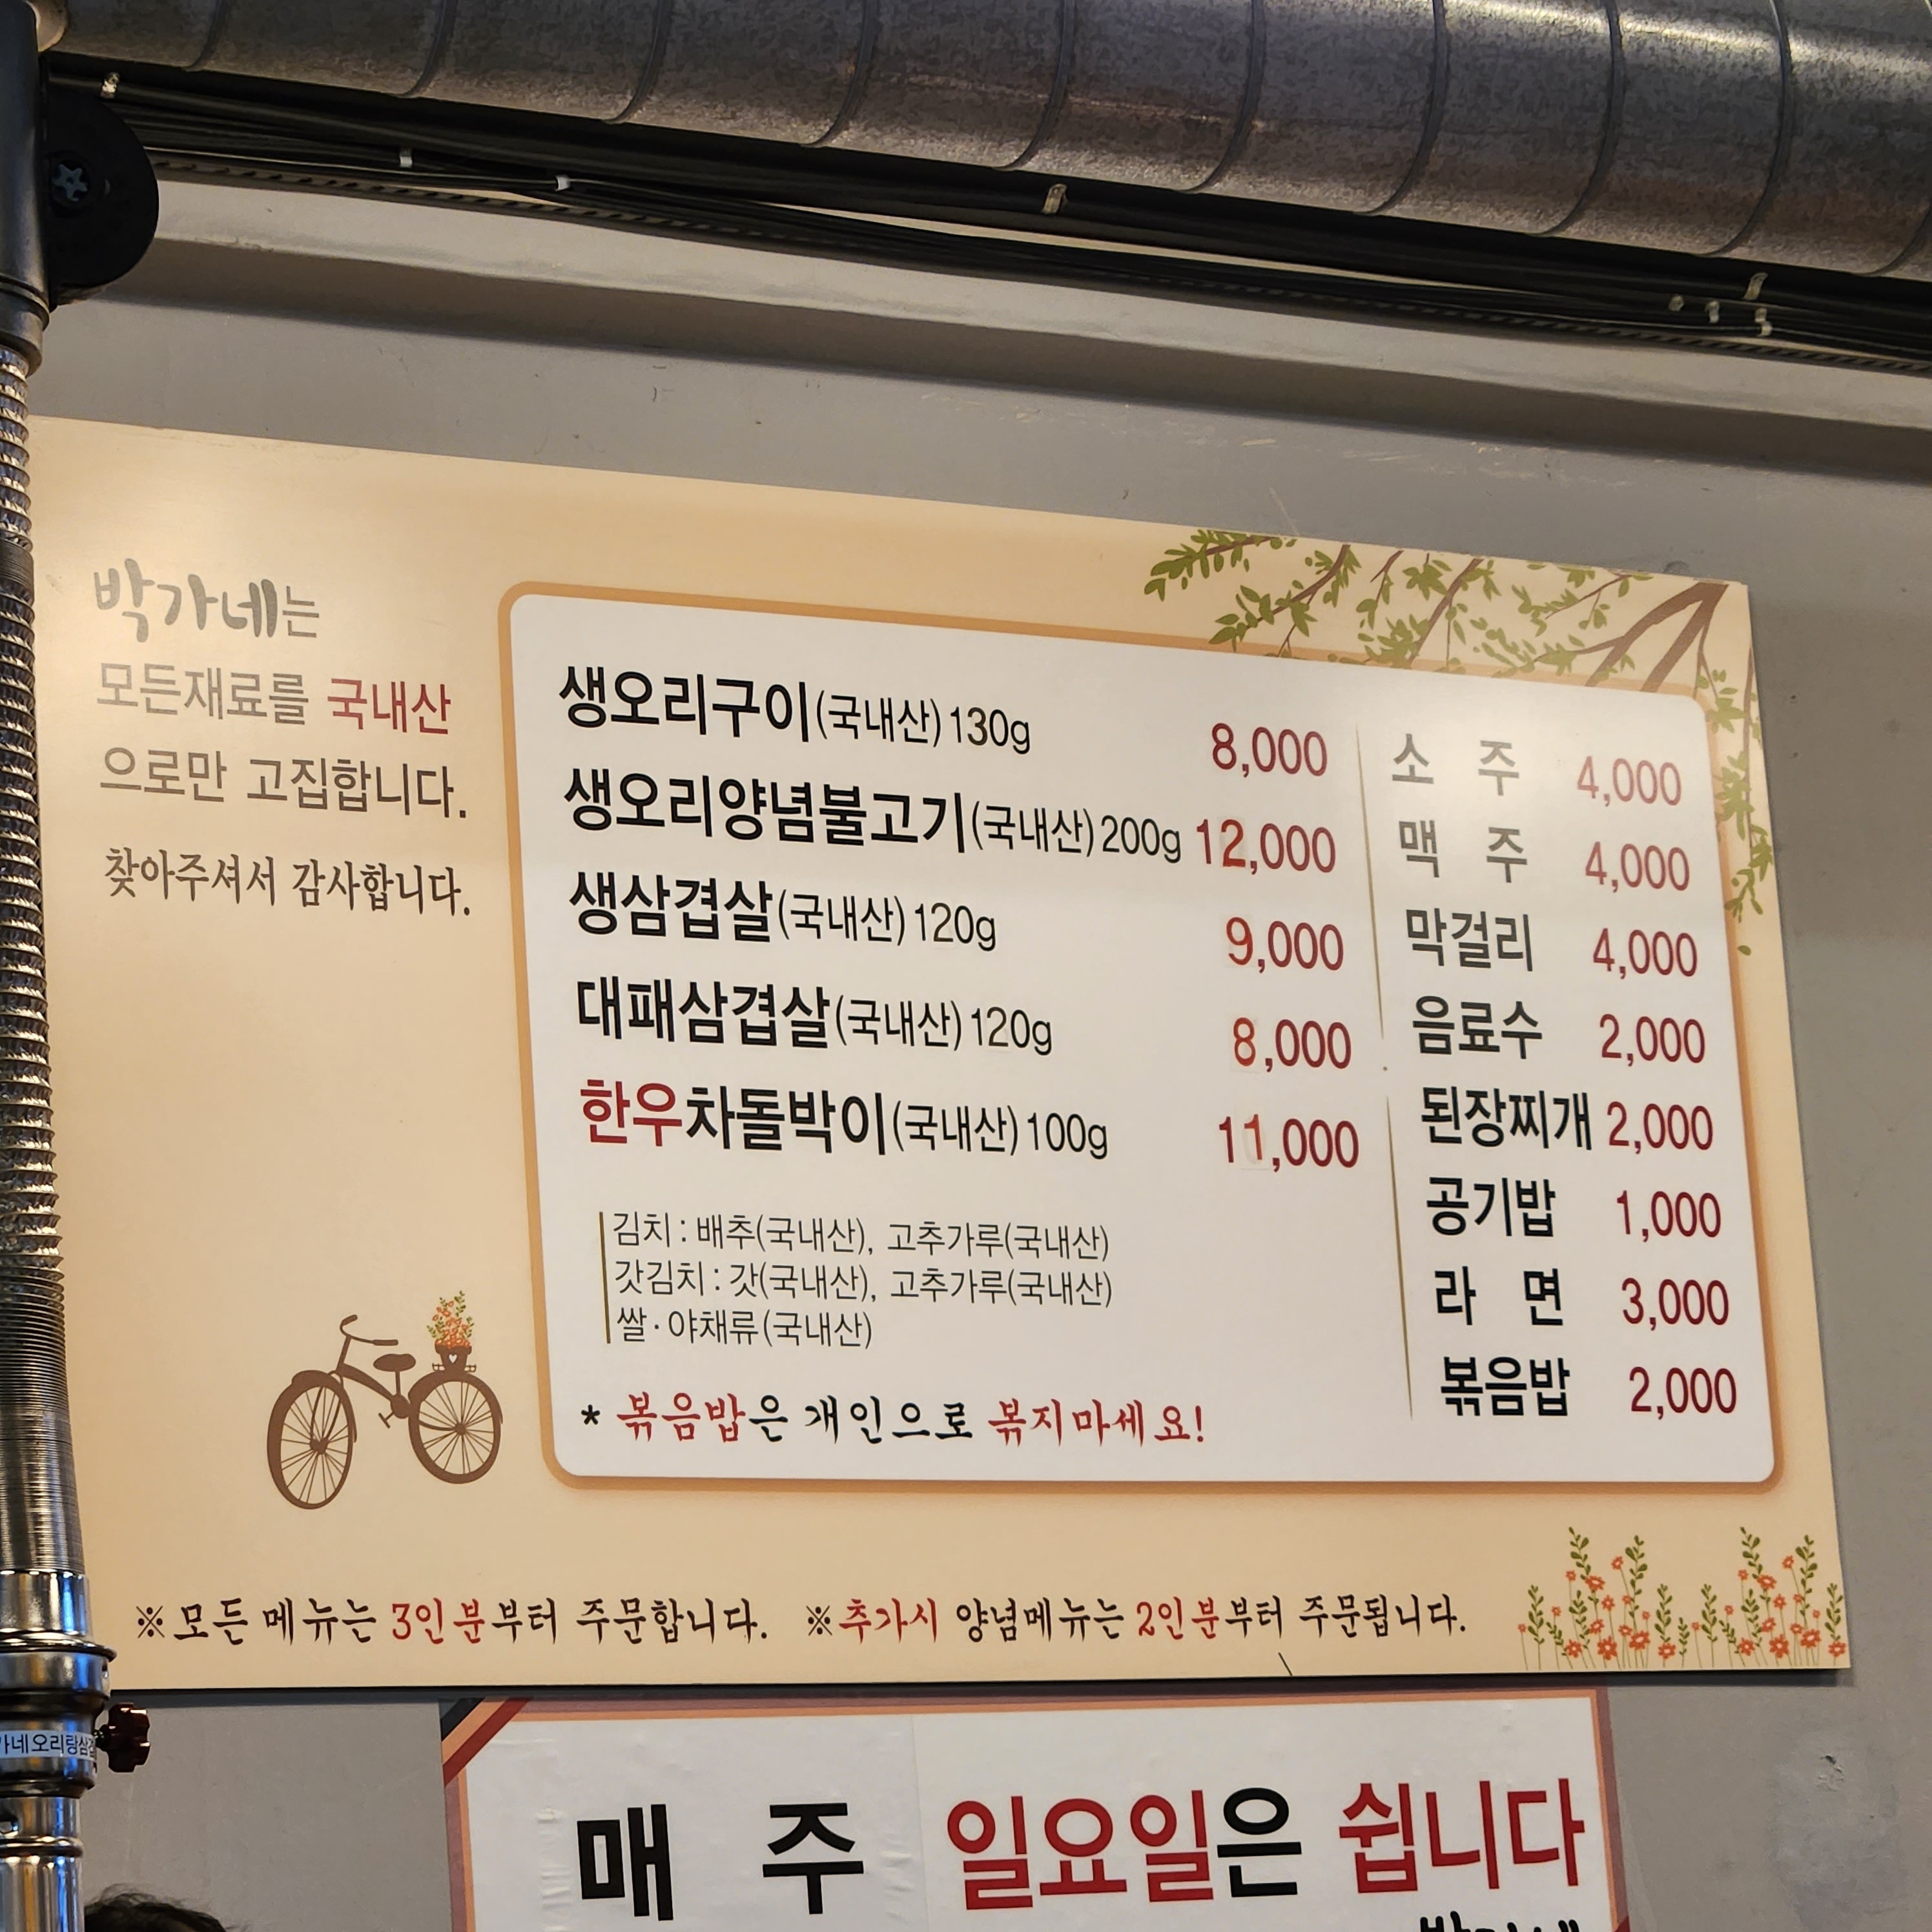 박가네는
모든재료를 국내산
으로만 고집합니다.
찾아주셔서 감사합니다.
생오리구이(국내산)130g 8,000
생오리양념불고기(국내산)200g 12,000
생삼겹살(국내산)120g 9,000
대패삼겹살(국내산)120g 8,000
한우차돌박이(국내산)100g 11,000
김치 : 배추(국내산), 고추가루(국내산)
갓김치 : 갓(국내산), 고추가루(국내산)
쌀·야채류(국내산)
* 볶음밥은 개인으로 볶지마세요!
소 주 4,000
맥 주 4,000
막걸리 4,000
음료수 2,000
된장찌개 2,000
공기밥 1,000
라 면 3,000
볶음밥 2,000
※모든 메뉴는 3인분부터 주문합니다. ※추가시 양념메뉴는 2인분부터 주문됩니다.
가네오리랑삼겹
매 주 일요일은 쉽니다